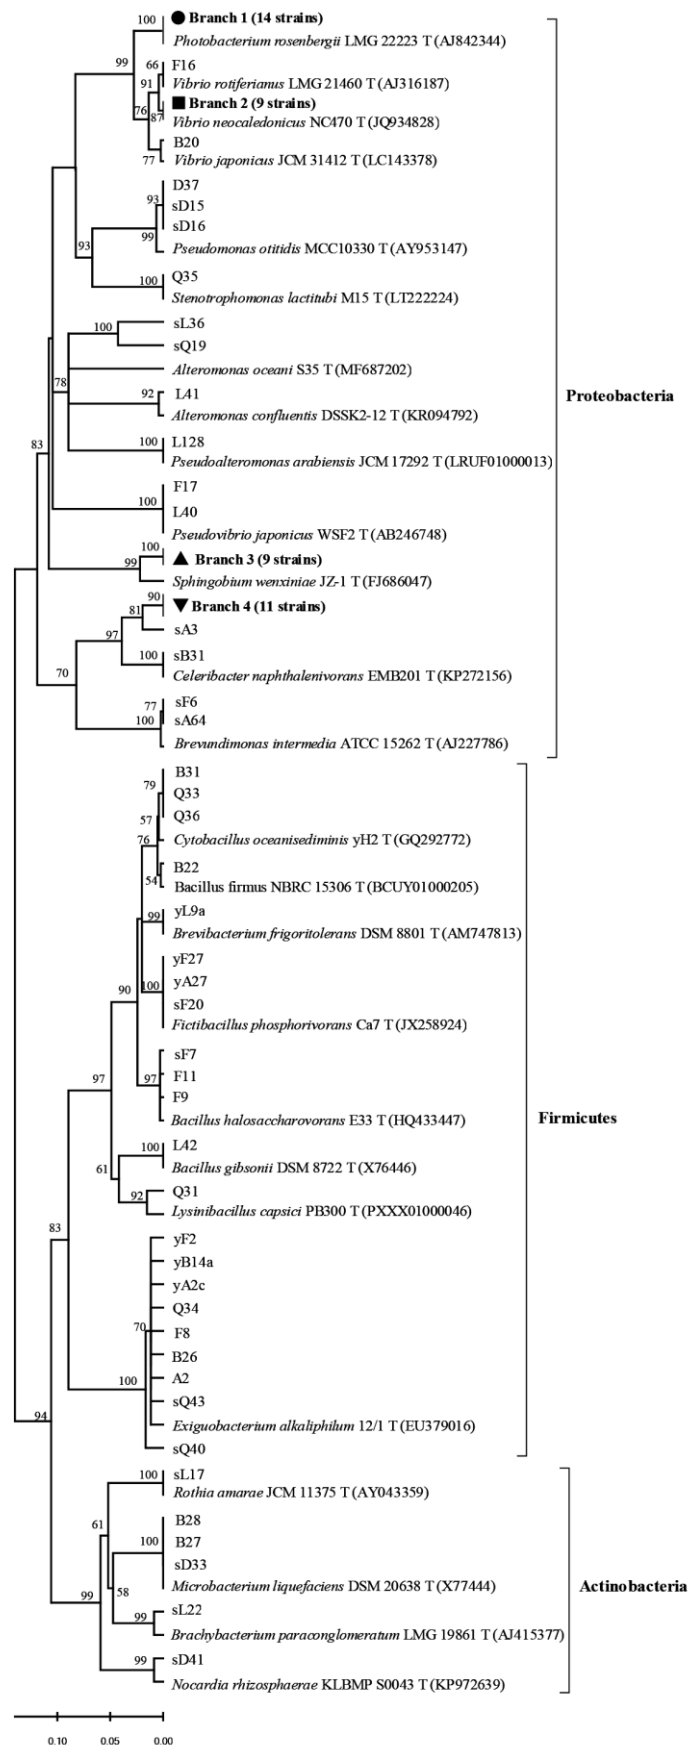 100
● Branch 1 (14 strains)
Photobacterium rosenbergii LMG 22223 T (AJ842344)
99
66
F16
91
Vibrio rotiferianus LMG 21460 T (AJ316187)
■ Branch 2 (9 strains)
76
87
Vibrio neocaledonicus NC470 T (JQ934828)
B20
77
Vibrio japonicus JCM 31412 T (LC143378)
D37
93
sD15
sD16
99
93
Pseudomonas otitidis MCC10330 T (AY953147)
Q35
100
Stenotrophomonas lactitubi M15 T (LT222224)
sL36
100
sQ19
Alteromonas oceani S35 T (MF687202)
78
92
L41
Alteromonas confluentis DSSK2-12 T (KR094792)
Proteobacteria
100
L128
Pseudoalteromonas arabiensis JCM 17292 T (LRUF01000013)
83
F17
100
L40
Pseudovibrio japonicus WSF2 T (AB246748)
100
▲ Branch 3 (9 strains)
99
Sphingobium wenxiniae JZ-1 T (FJ686047)
90
▼ Branch 4 (11 strains)
81
sA3
97
100
sB31
Celeribacter naphthalenivorans EMB201 T (KP272156)
70
77
sF6
100
sA64
Brevundimonas intermedia ATCC 15262 T (AJ227786)
B31
79
Q33
57
Q36
76
Cytobacillus oceanisediminis yH2 T (GQ292772)
B22
54
Bacillus firmus NBRC 15306 T (BCUY01000205)
99
yL9a
Brevibacterium frigoritolerans DSM 8801 T (AM747813)
yF27
100
yA27
90
sF20
Fictibacillus phosphorivorans Ca7 T (JX258924)
sF7
97
97
F11
F9
Bacillus halosaccharovorans E33 T (HQ433447)
Firmicutes
100
L42
61
Bacillus gibsonii DSM 8722 T (X76446)
92
Q31
Lysinibacillus capsici PB300 T (PXXX01000046)
83
yF2
yB14a
yA2c
Q34
70
F8
B26
100
A2
sQ43
94
Exiguobacterium alkaliphilum 12/1 T (EU379016)
sQ40
100
sL17
Rothia amarae JCM 11375 T (AY043359)
61
B28
100
B27
sD33
Microbacterium liquefaciens DSM 20638 T (X77444)
Actinobacteria
99
58
99
sL22
Brachybacterium paraconglomeratum LMG 19861 T (AJ415377)
99
sD41
Nocardia rhizosphaerae KLBMP S0043 T (KP972639)
0.10 0.05 0.00